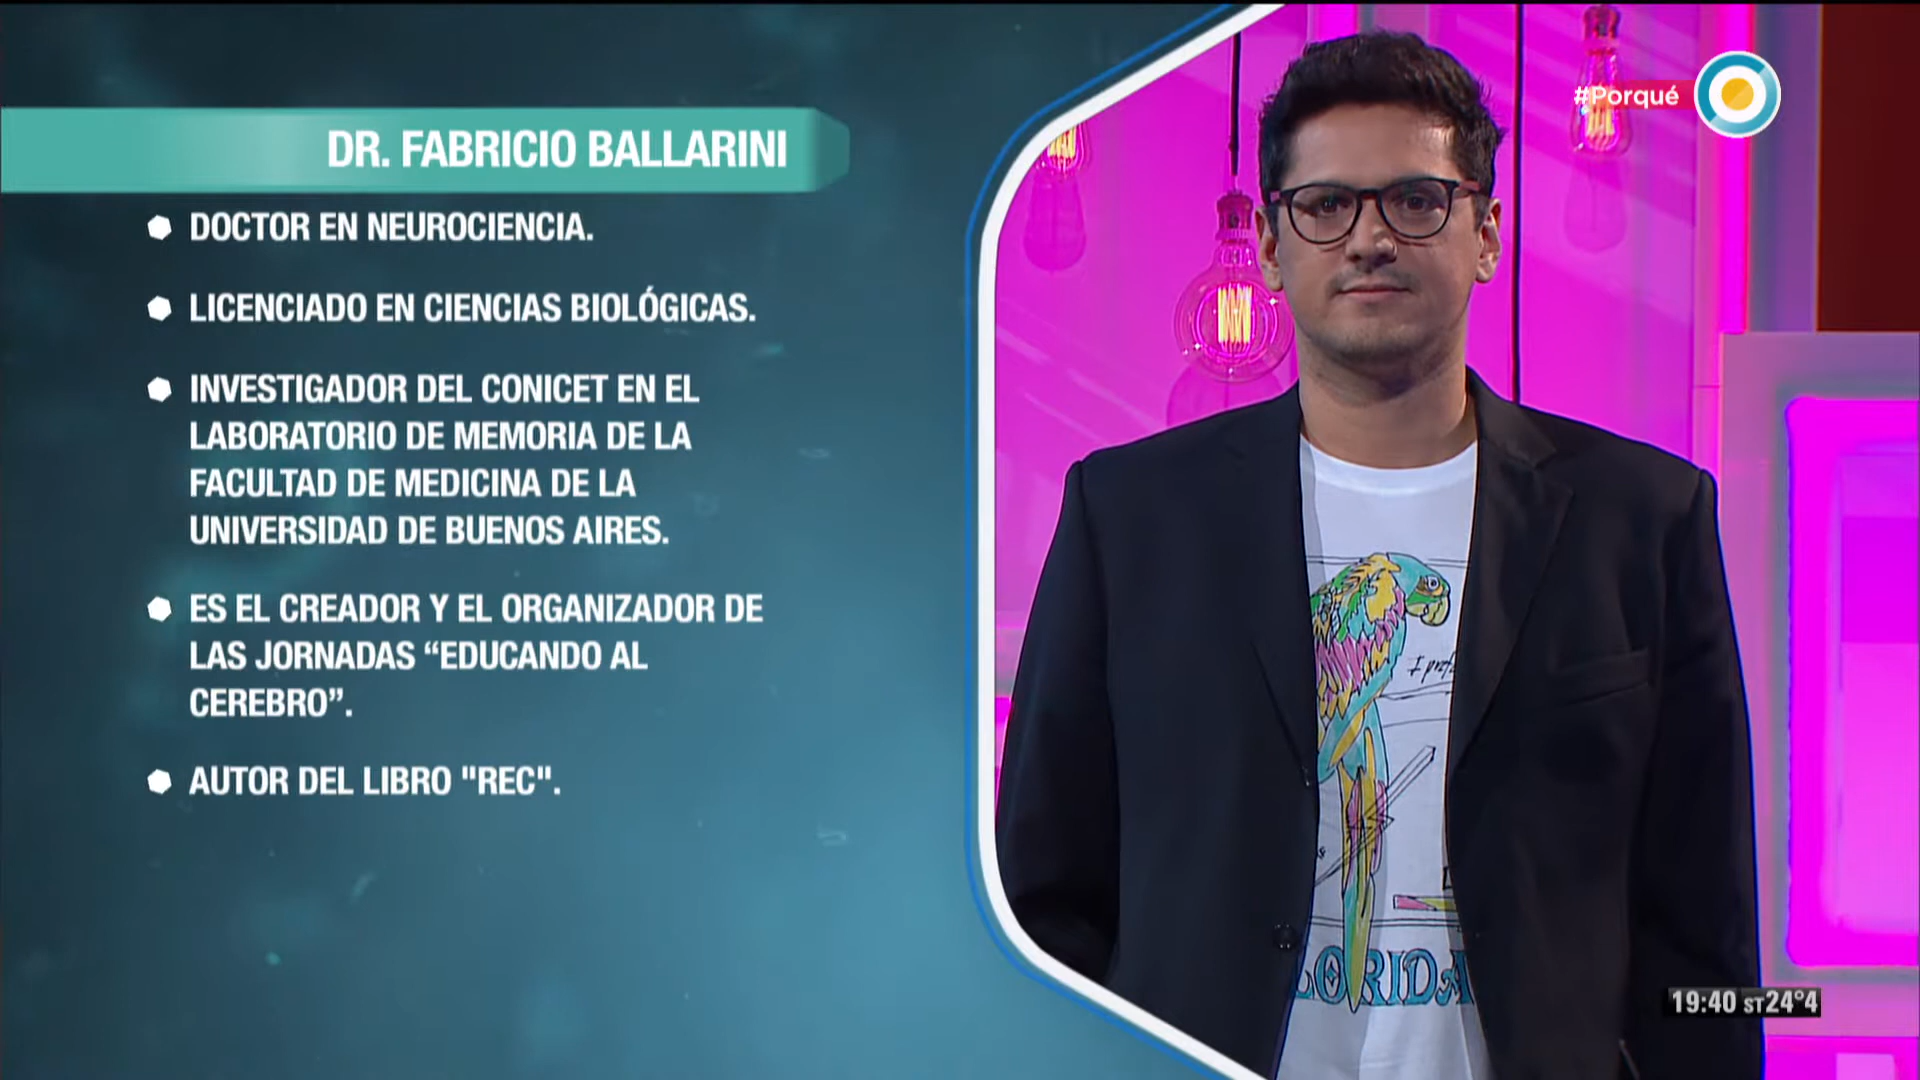 DR. FABRICIO BALLARINI
DOCTOR EN NEUROCIENCIA.
LICENCIADO EN CIENCIAS BIOLÓGICAS.
INVESTIGADOR DEL CONICET EN EL
LABORATORIO DE MEMORIA DE LA
FACULTAD DE MEDICINA DE LA
UNIVERSIDAD DE BUENOS AIRES.
ES EL CREADOR Y EL ORGANIZADOR DE
LAS JORNADAS “EDUCANDO AL
CEREBRO”.
AUTOR DEL LIBRO "REC".
#Porqué
I prefe
LORIDA
19:40 ST24°4